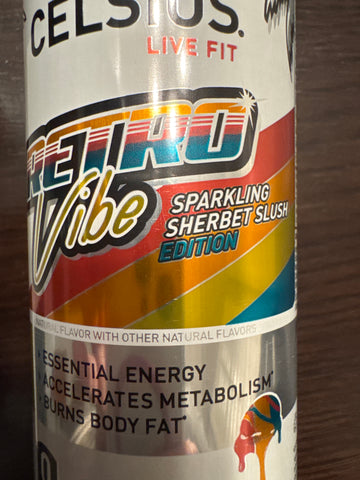 CELSIUS.
LIVE FIT
RETRO
Vibe
SPARKLING
SHERBET SLUSH
EDITION
NATURAL FLAVOR WITH OTHER NATURAL FLAVORS
• ESSENTIAL ENERGY
• ACCELERATES METABOLISM*
• BURNS BODY FAT*